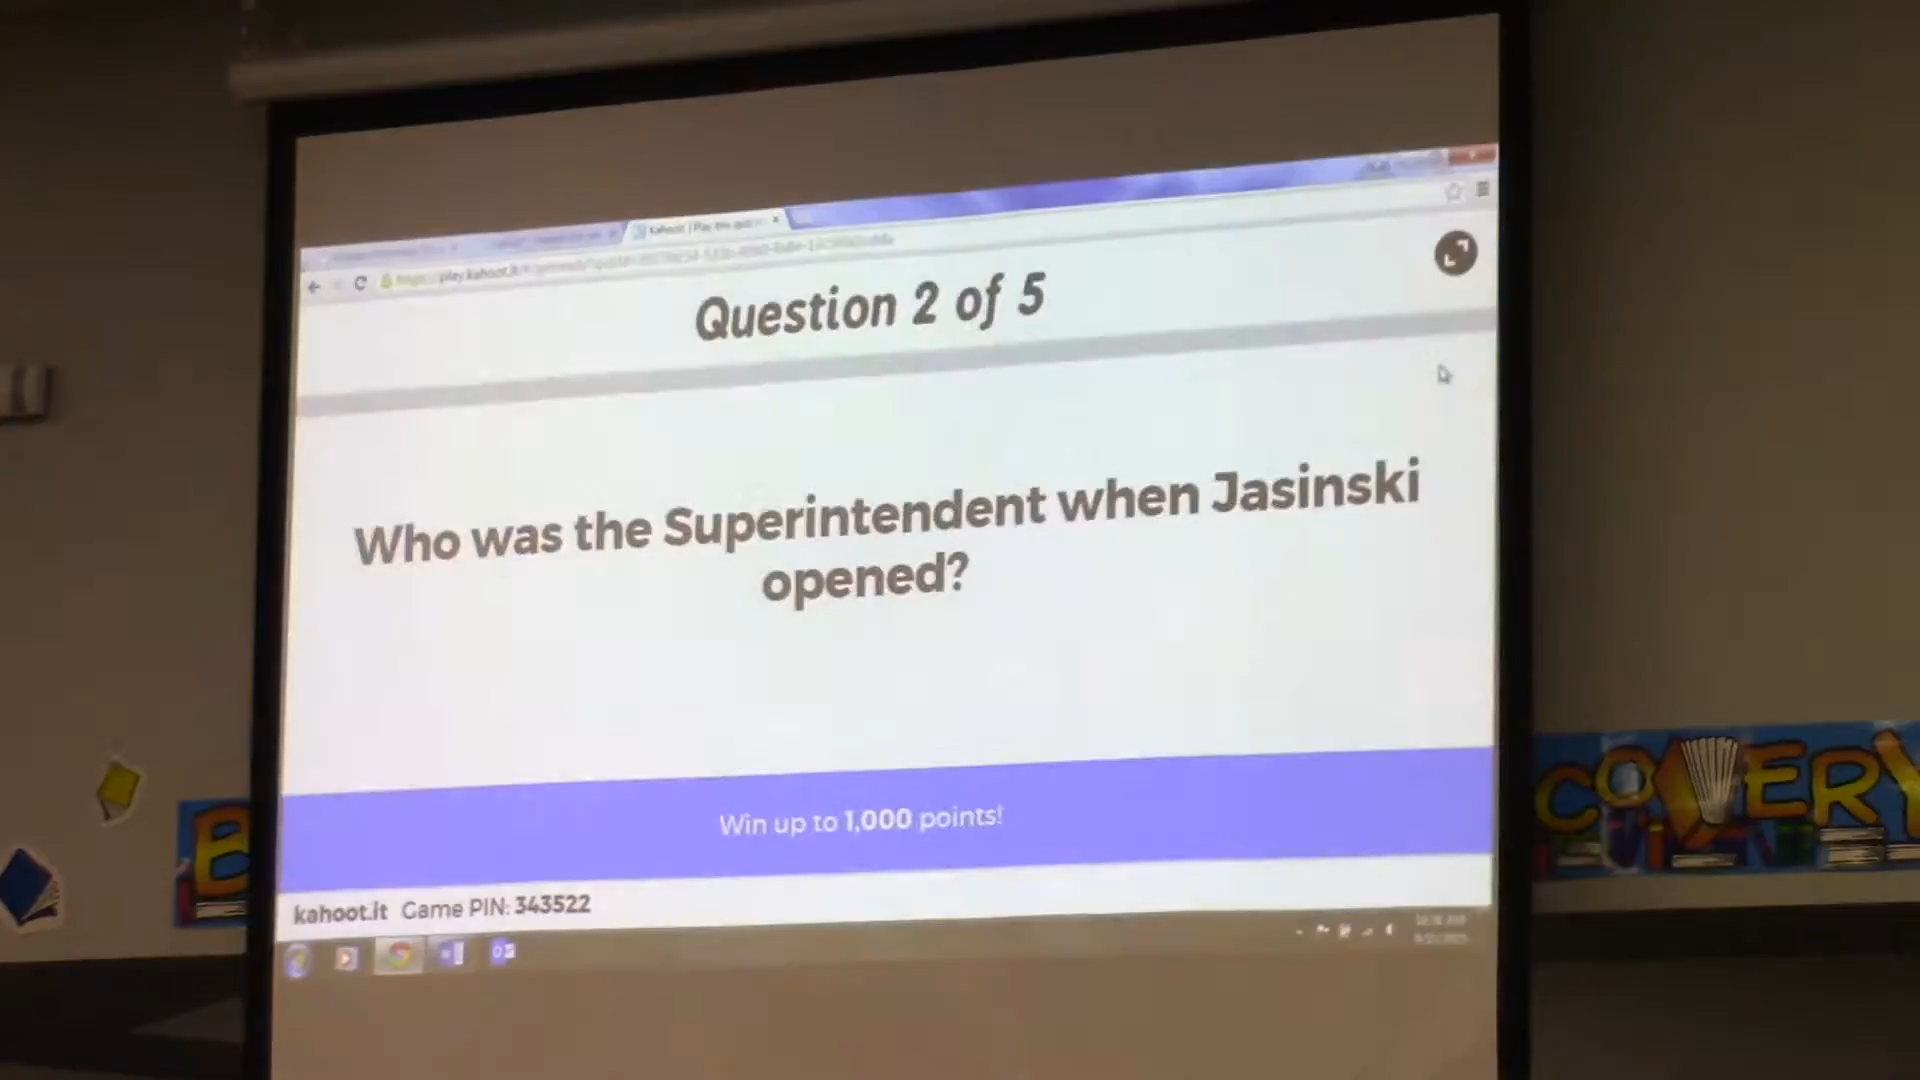 Question 2 of 5
Who was the Superintendent when Jasinski
opened?
Win up to 1,000 points!
kahoot.it Game PIN: 343522
B
COVERY